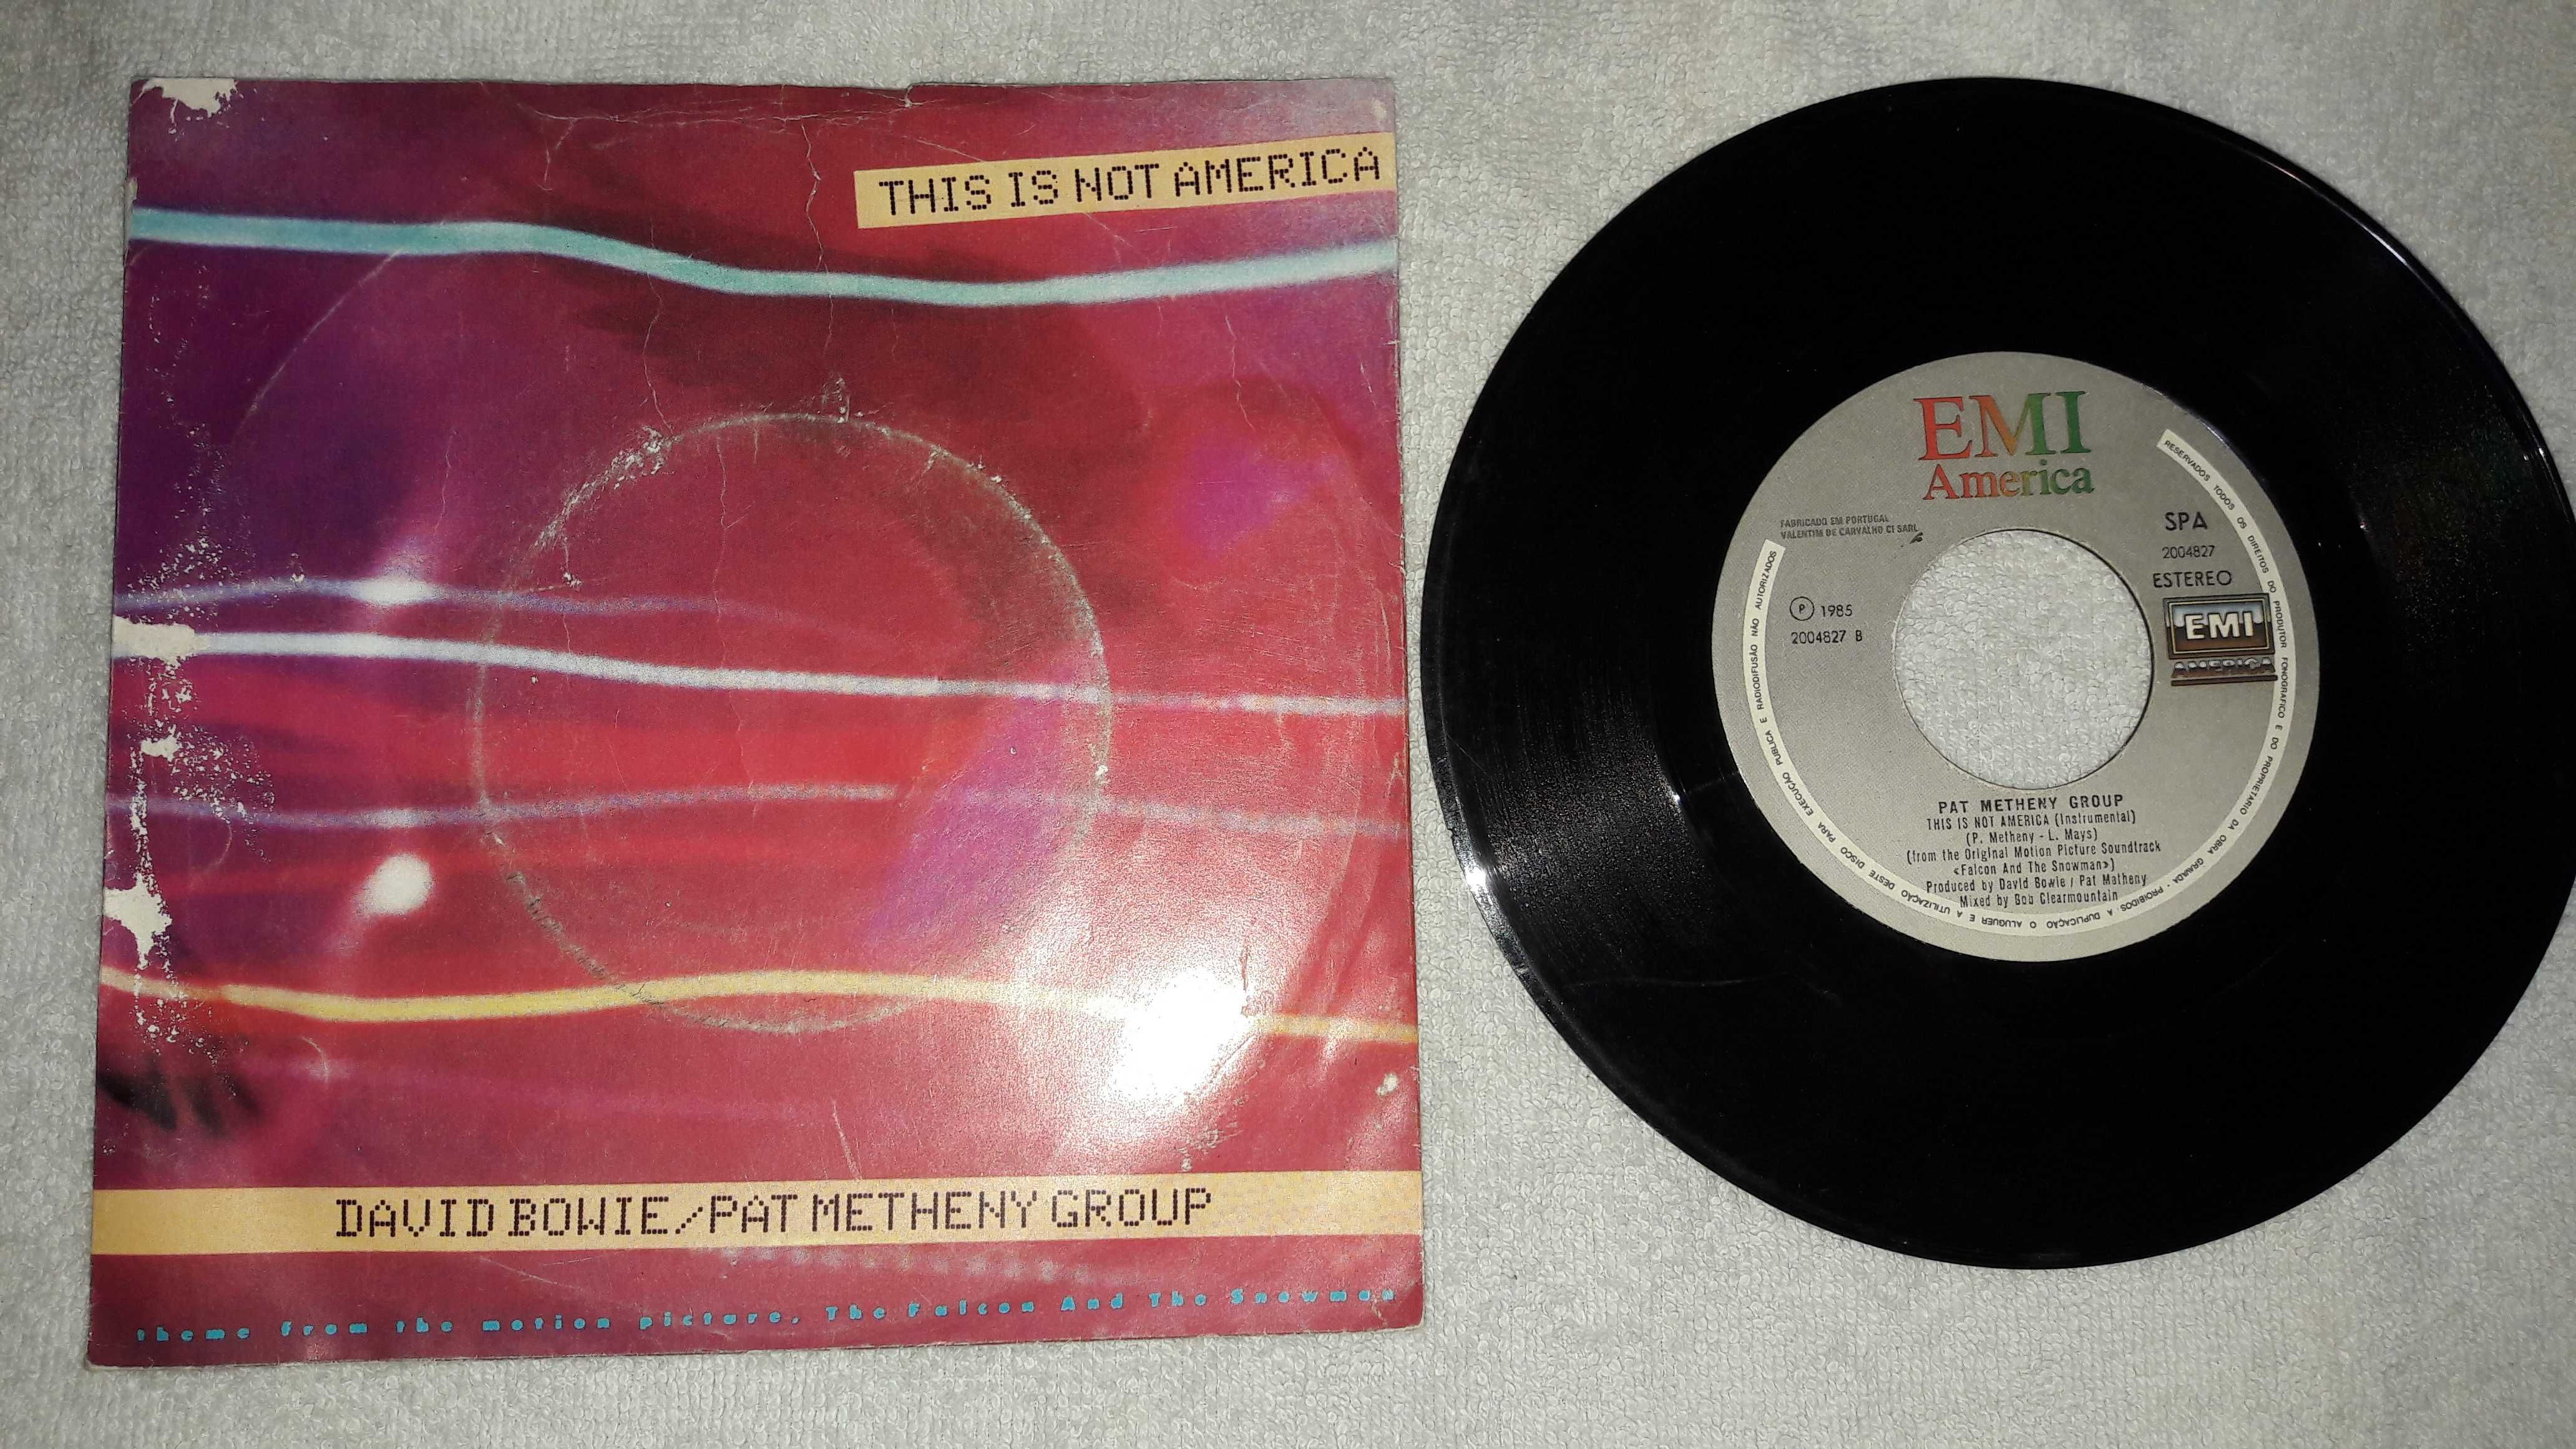 THIS IS NOT AMERICA
DAVID BOWIE/PAT METHENY GROUP
theme from the motion picture, The Falcon And The Snowman
EMI
America
FABRICADO EM PORTUGAL
VALENTIM DE CARVALHO CI SARL
SPA
2004827
ESTEREO
EMI
AMERICA
Ⓟ 1985
2004827 B
PAT METHENY GROUP
THIS IS NOT AMERICA (Instrumental)
(P. Metheny - L. Mays)
(from the Original Motion Picture Soundtrack
«Falcon And The Snowman»)
Produced by David Bowie / Pat Matheny
Mixed by Bob Clearmountain
RESERVADOS TODOS OS DIREITOS DO PRODUTOR FONOGRAFICO E DO PROPRIETARIO DA OBRA GRAVADA · PROIBIDOS A DUPLICAÇÃO O ALUGUER E A UTILIZAÇÃO DESTE DISCO PARA EXECUÇÃO PUBLICA E RADIODIFUSÃO NÃO AUTORIZADOS